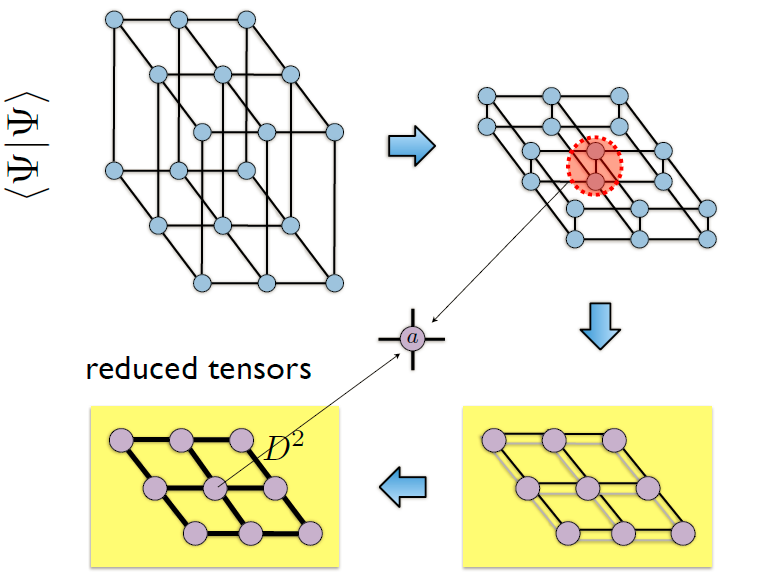 ⟨Ψ|Ψ⟩
a
reduced tensors
D²